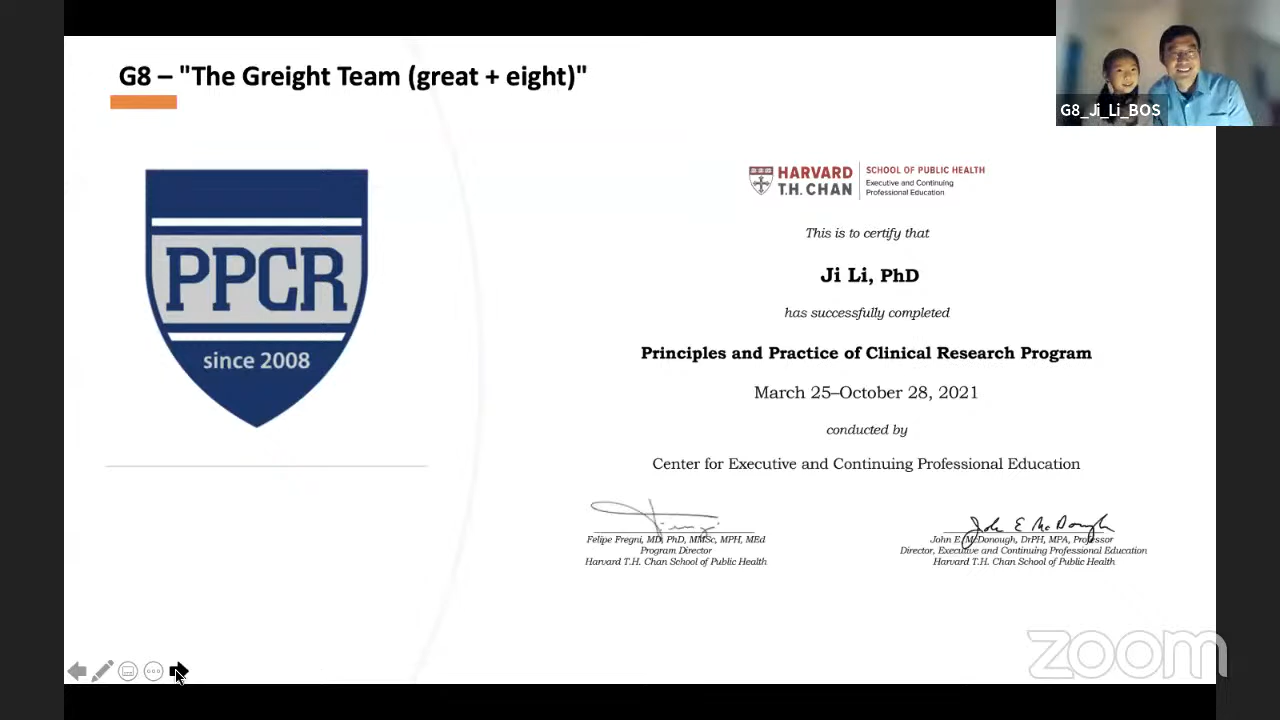 G8 – "The Greight Team (great + eight)"
G8_Ji_Li_BOS
PPCR
since 2008
HARVARD
T.H. CHAN
SCHOOL OF PUBLIC HEALTH
Executive and Continuing
Professional Education
This is to certify that
Ji Li, PhD
has successfully completed
Principles and Practice of Clinical Research Program
March 25–October 28, 2021
conducted by
Center for Executive and Continuing Professional Education
Felipe Fregni, MD, PhD, MMSc, MPH, MEd
Program Director
Harvard T.H. Chan School of Public Health
John E McDonough
John E. McDonough, DrPH, MPA, Professor
Director, Executive and Continuing Professional Education
Harvard T.H. Chan School of Public Health
zoom